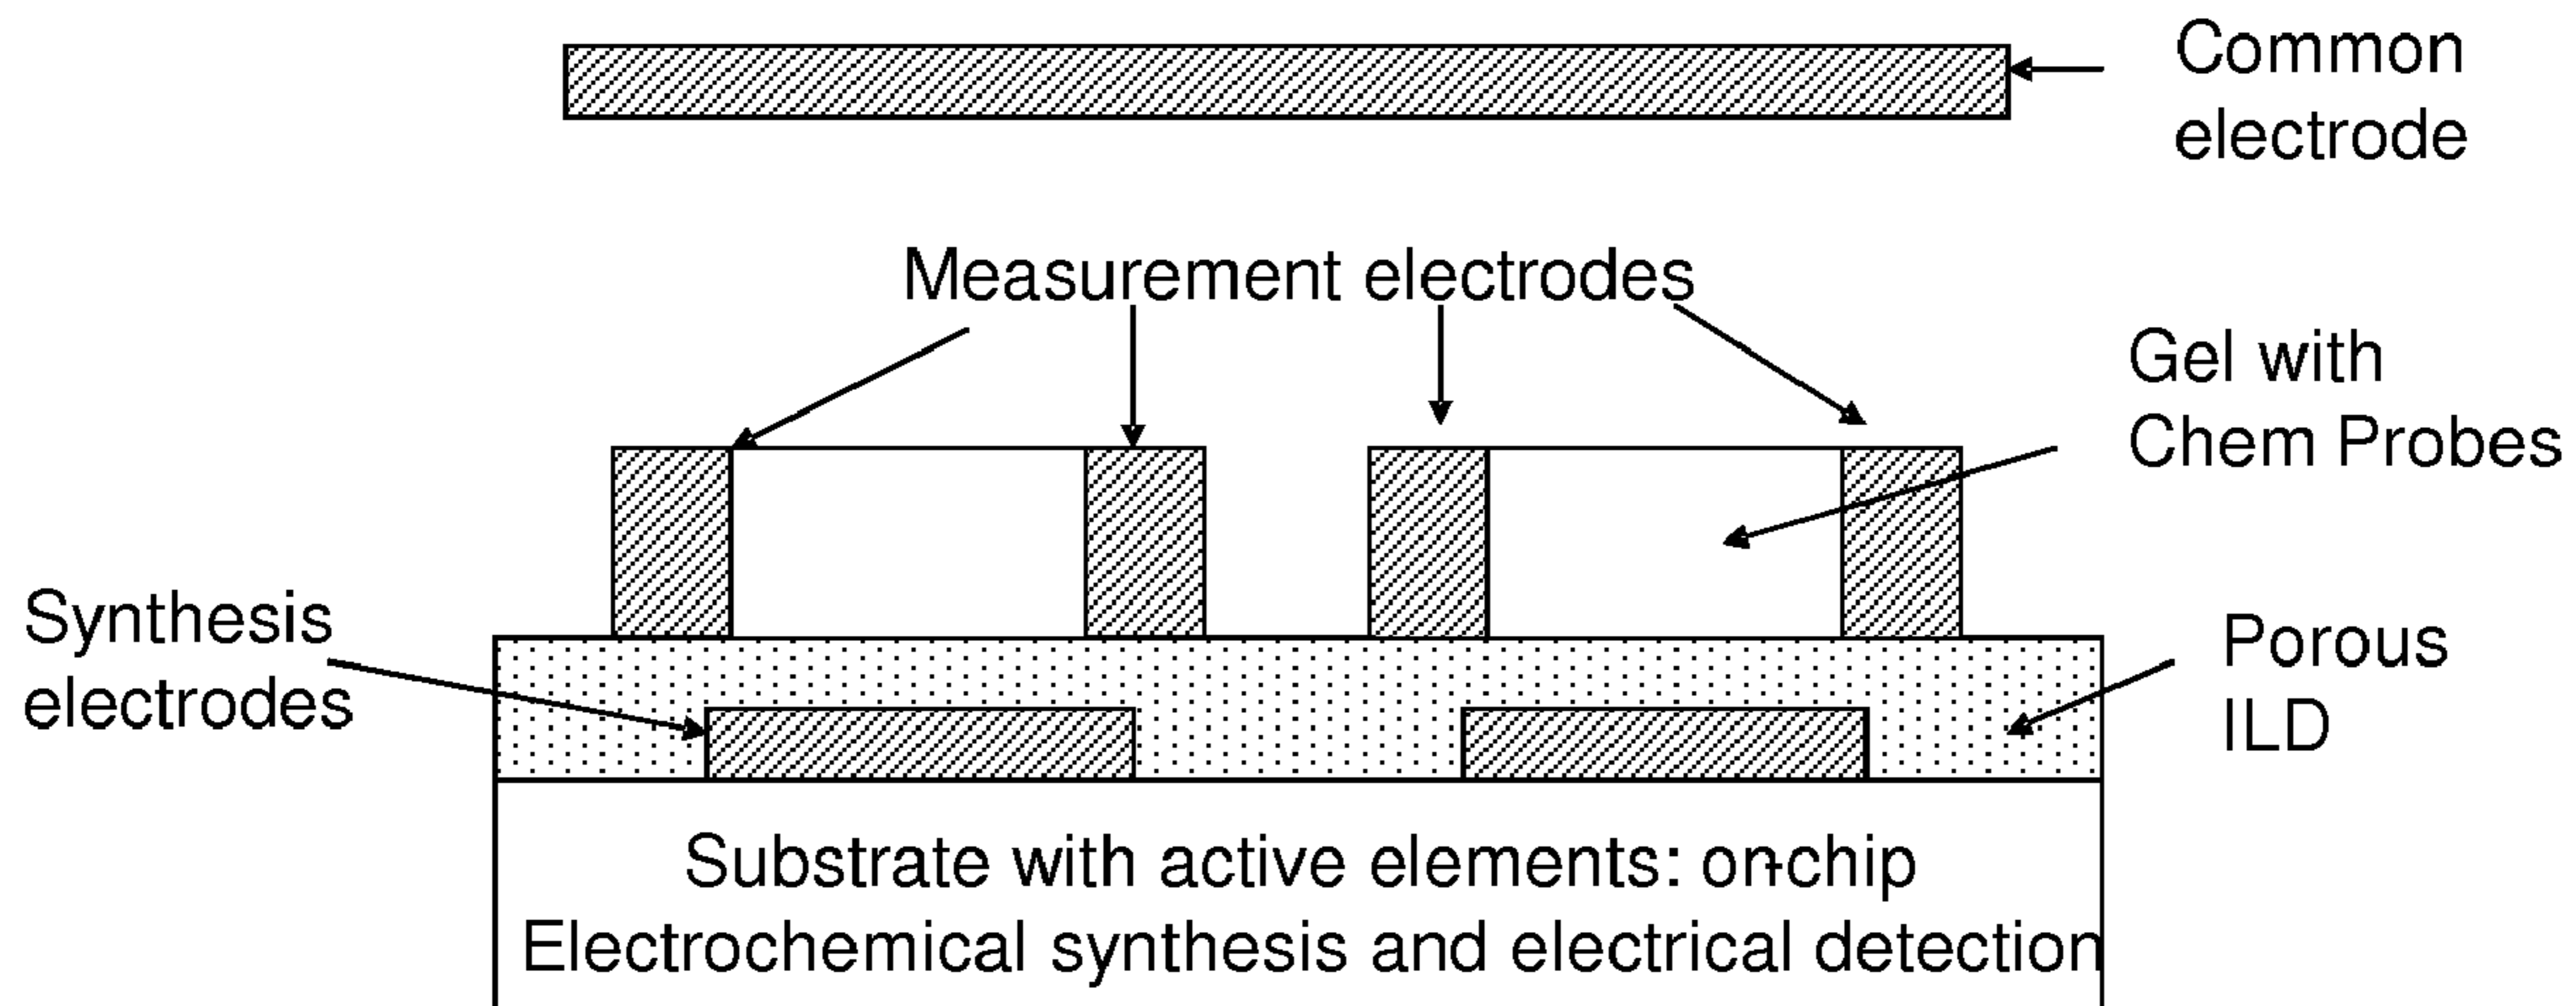 Common
electrode
Measurement electrodes
Gel with
Chem Probes
Synthesis
electrodes
Porous
ILD
Substrate with active elements: on-chip
Electrochemical synthesis and electrical detection